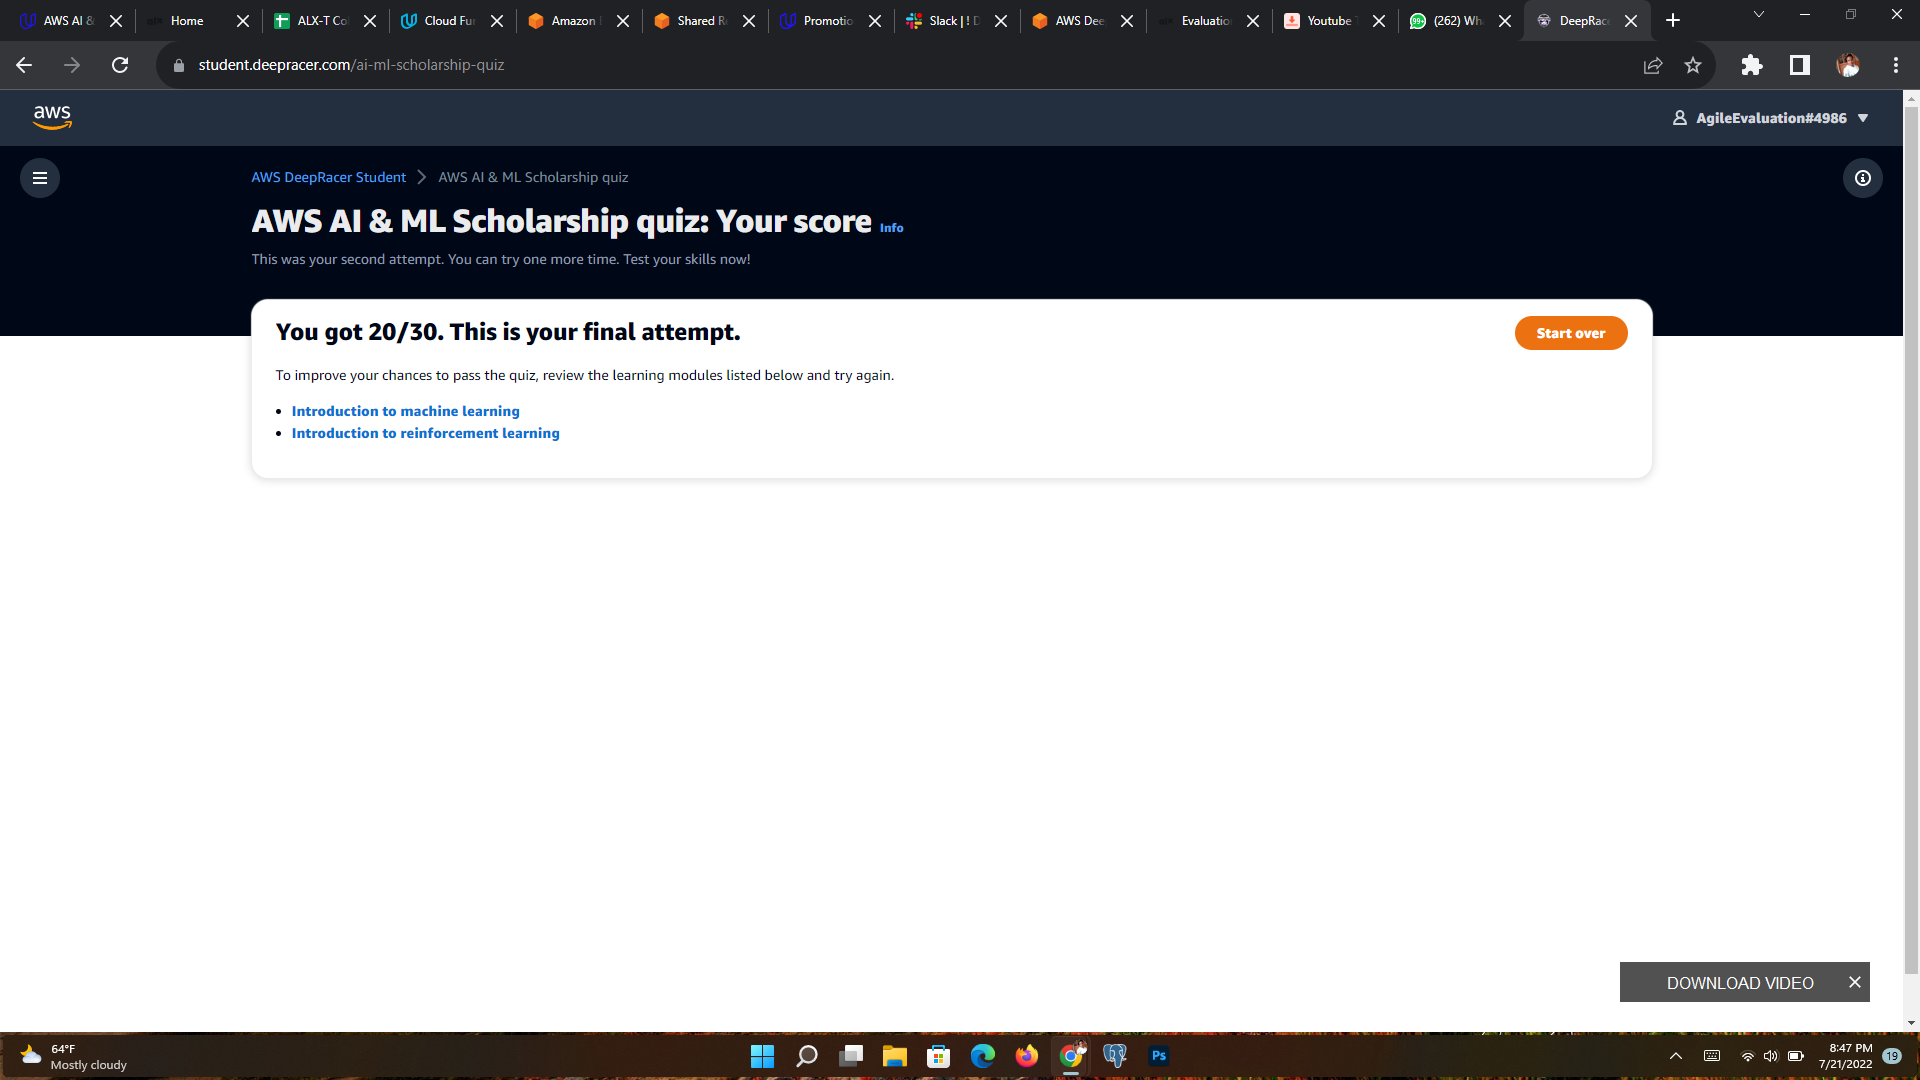 AWS AI &
Home
ALX-T Co
Cloud Fu
Amazon
Shared R
Promotio
Slack | ! D
AWS Dee
Evaluatio
Youtube
(262) Wh
DeepRace
student.deepracer.com/ai-ml-scholarship-quiz
aws
AgileEvaluation#4986
AWS DeepRacer Student
AWS AI & ML Scholarship quiz
AWS AI & ML Scholarship quiz: Your score Info
This was your second attempt. You can try one more time. Test your skills now!
You got 20/30. This is your final attempt.
Start over
To improve your chances to pass the quiz, review the learning modules listed below and try again.
• Introduction to machine learning
• Introduction to reinforcement learning
DOWNLOAD VIDEO
64°F
Mostly cloudy
Ps
8:47 PM
7/21/2022
19